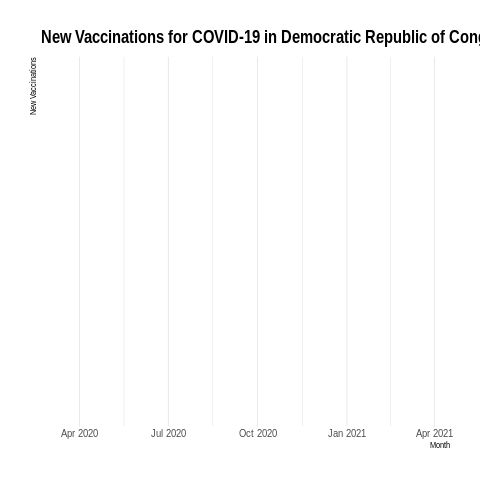 New Vaccinations for COVID-19 in Democratic Republic of Cong
New Vaccinations
Apr 2020 Jul 2020 Oct 2020 Jan 2021 Apr 2021
Month